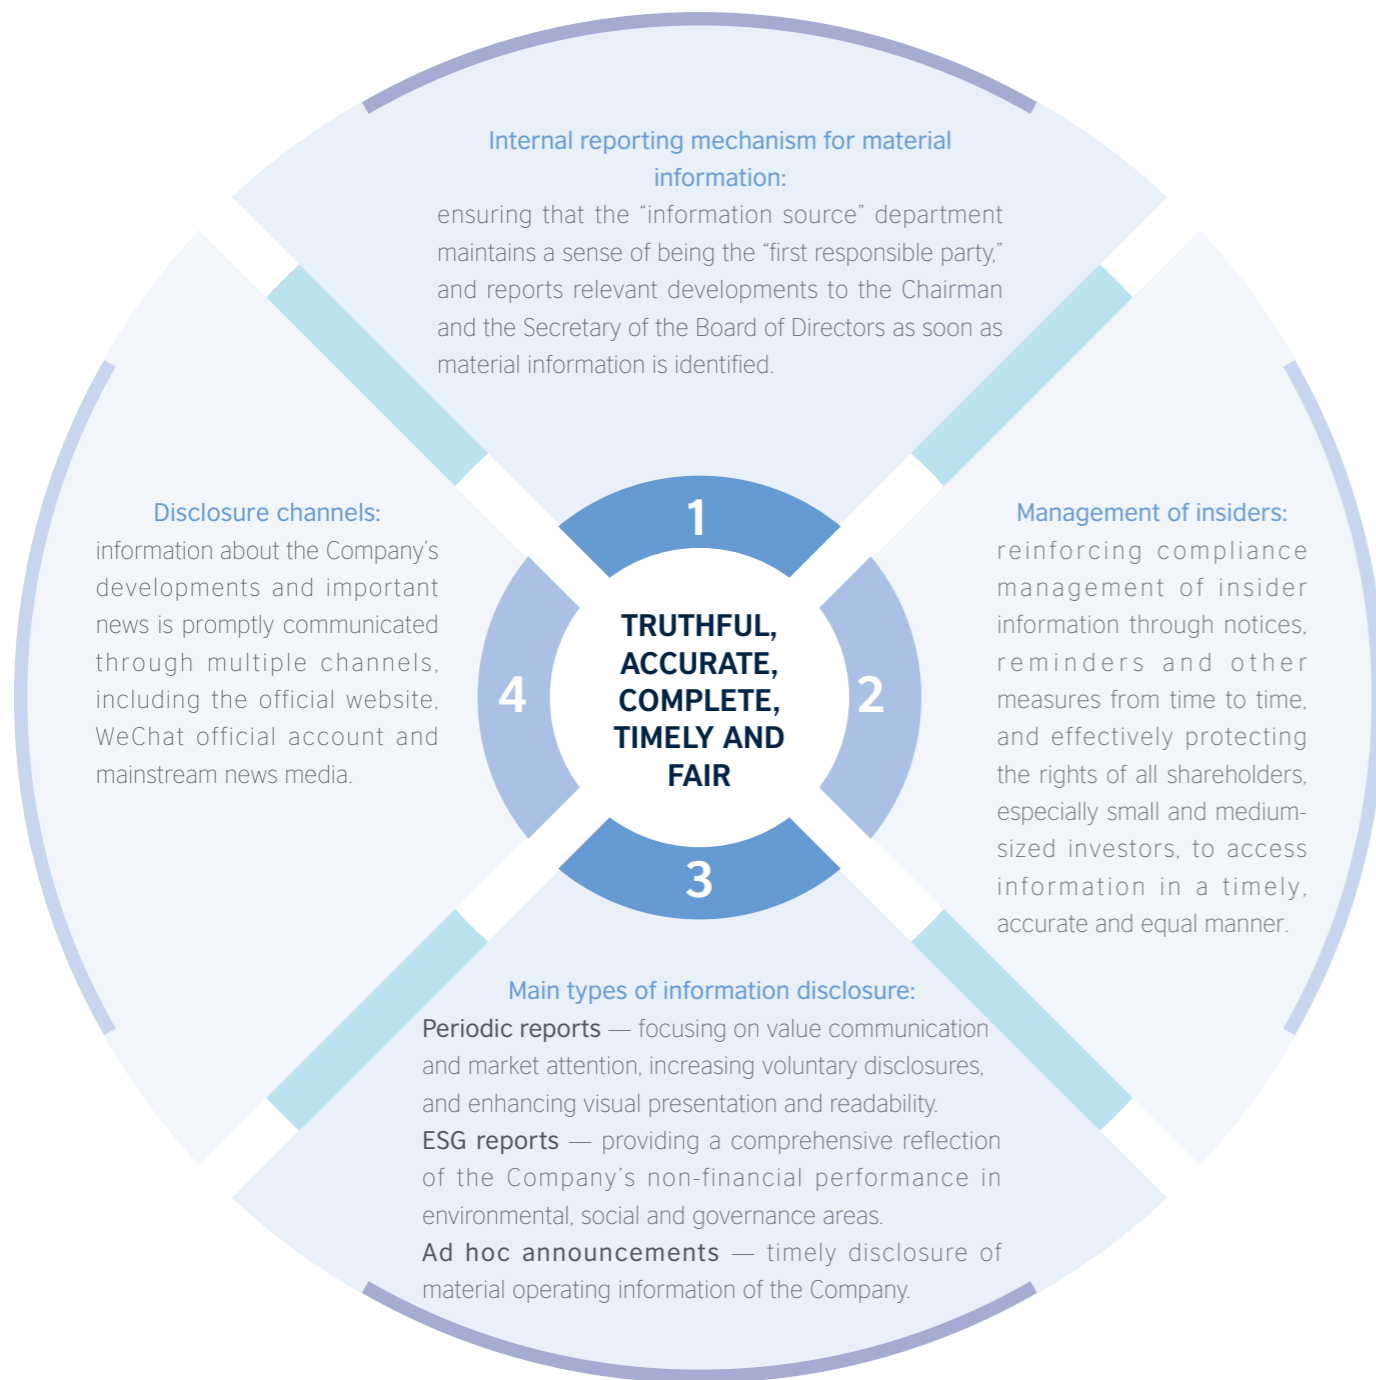 Internal reporting mechanism for material
information:
ensuring that the “information source” department
maintains a sense of being the “first responsible party,”
and reports relevant developments to the Chairman
and the Secretary of the Board of Directors as soon as
material information is identified.
1
Management of insiders:
reinforcing compliance
management of insider
information through notices,
reminders and other
measures from time to time,
and effectively protecting
the rights of all shareholders,
especially small and medium-
sized investors, to access
information in a timely,
accurate and equal manner.
2
TRUTHFUL,
ACCURATE,
COMPLETE,
TIMELY AND
FAIR
3
Main types of information disclosure:
Periodic reports — focusing on value communication
and market attention, increasing voluntary disclosures,
and enhancing visual presentation and readability.
ESG reports — providing a comprehensive reflection
of the Company’s non-financial performance in
environmental, social and governance areas.
Ad hoc announcements — timely disclosure of
material operating information of the Company.
4
Disclosure channels:
information about the Company’s
developments and important
news is promptly communicated
through multiple channels,
including the official website,
WeChat official account and
mainstream news media.